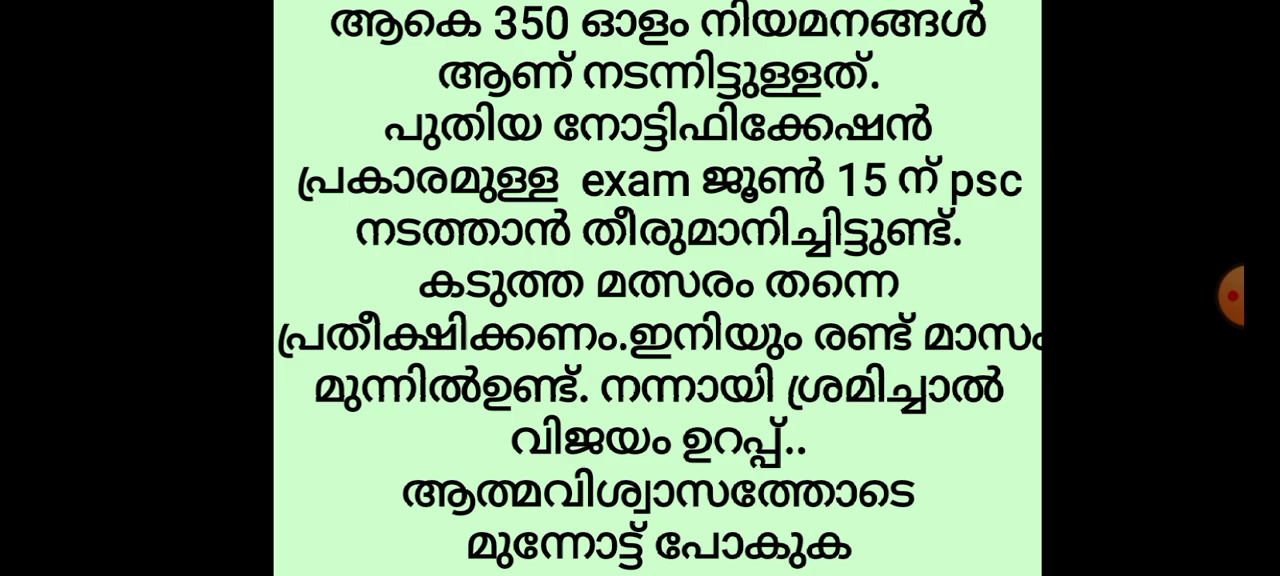 ആകെ 350 ഓളം നിയമനങ്ങൾ
ആണ് നടന്നിട്ടുള്ളത്.
പുതിയ നോട്ടിഫിക്കേഷൻ
പ്രകാരമുള്ള exam ജൂൺ 15 ന് psc
നടത്താൻ തീരുമാനിച്ചിട്ടുണ്ട്.
കടുത്ത മത്സരം തന്നെ
പ്രതീക്ഷിക്കണം.ഇനിയും രണ്ട് മാസം
മുന്നിൽഉണ്ട്. നന്നായി ശ്രമിച്ചാൽ
വിജയം ഉറപ്പ്..
ആത്മവിശ്വാസത്തോടെ
മുന്നോട്ട് പോകുക